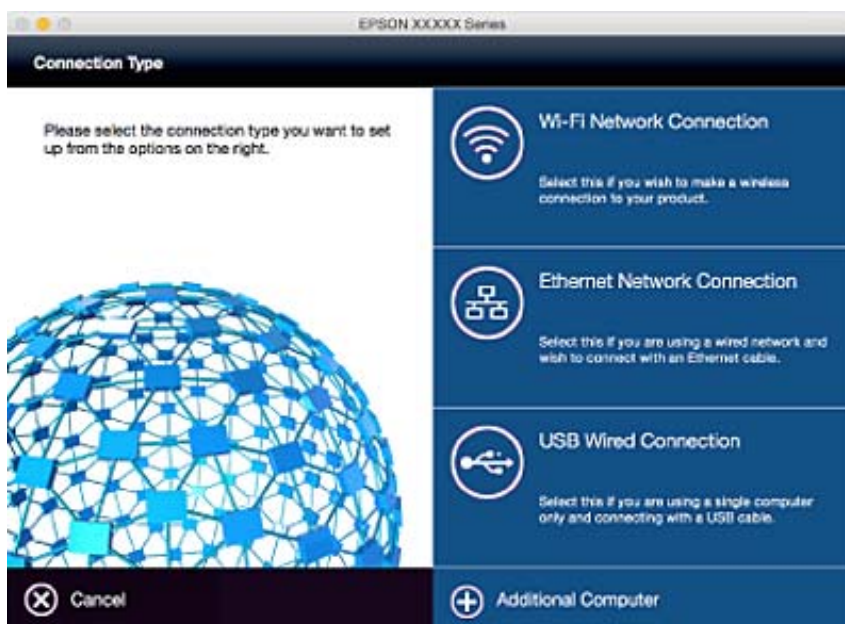 EPSON XXXXX Series
Connection Type
Please select the connection type you want to set
up from the options on the right.
Wi-Fi Network Connection
Select this if you wish to make a wireless
connection to your product.
Ethernet Network Connection
Select this if you are using a wired network and
wish to connect with an Ethernet cable.
USB Wired Connection
Select this if you are using a single computer
only and connecting with a USB cable.
Cancel
Additional Computer